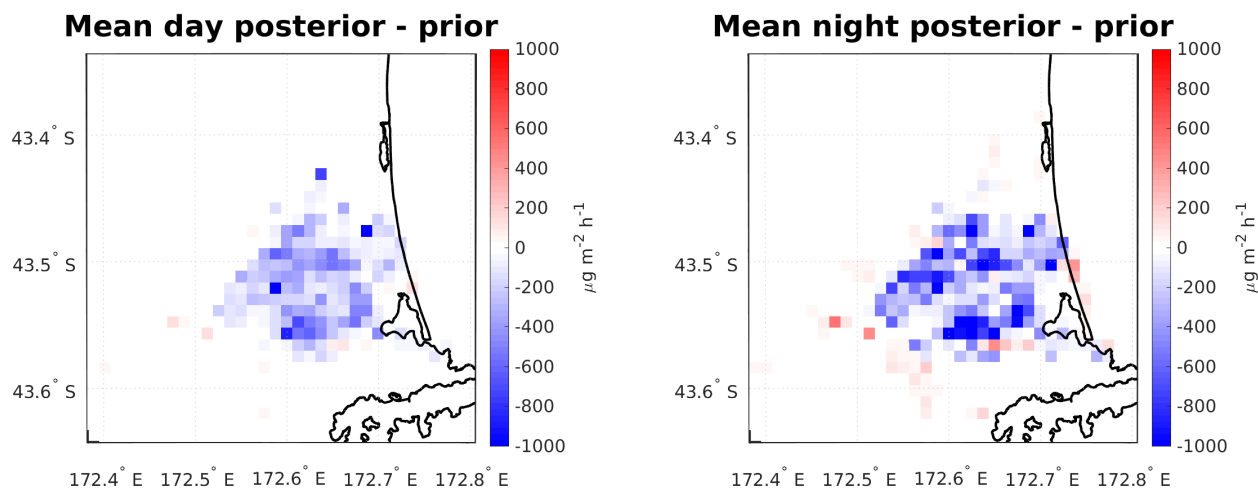 Mean day posterior - prior
1000
800
600
400
200
0
-200
-400
-600
-800
-1000
μg m-2 h-1
43.4° S
43.5° S
43.6° S
172.4° E 172.5° E 172.6° E 172.7° E 172.8° E
Mean night posterior - prior
1000
800
600
400
200
0
-200
-400
-600
-800
-1000
μg m-2 h-1
43.4° S
43.5° S
43.6° S
172.4° E 172.5° E 172.6° E 172.7° E 172.8° E